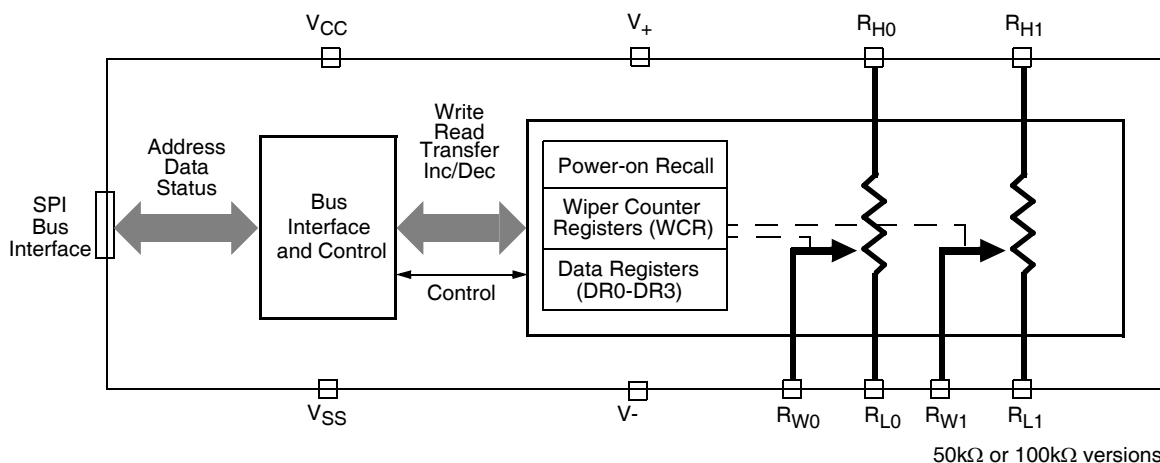 VCC
V+
RH0
RH1
Address
Data
Status
Write
Read
Transfer
Inc/Dec
SPI
Bus
Interface
Bus
Interface
and Control
Control
Power-on Recall
Wiper Counter
Registers (WCR)
Data Registers
(DR0-DR3)
VSS
V-
RW0
RL0
RW1
RL1
50kΩ or 100kΩ versions